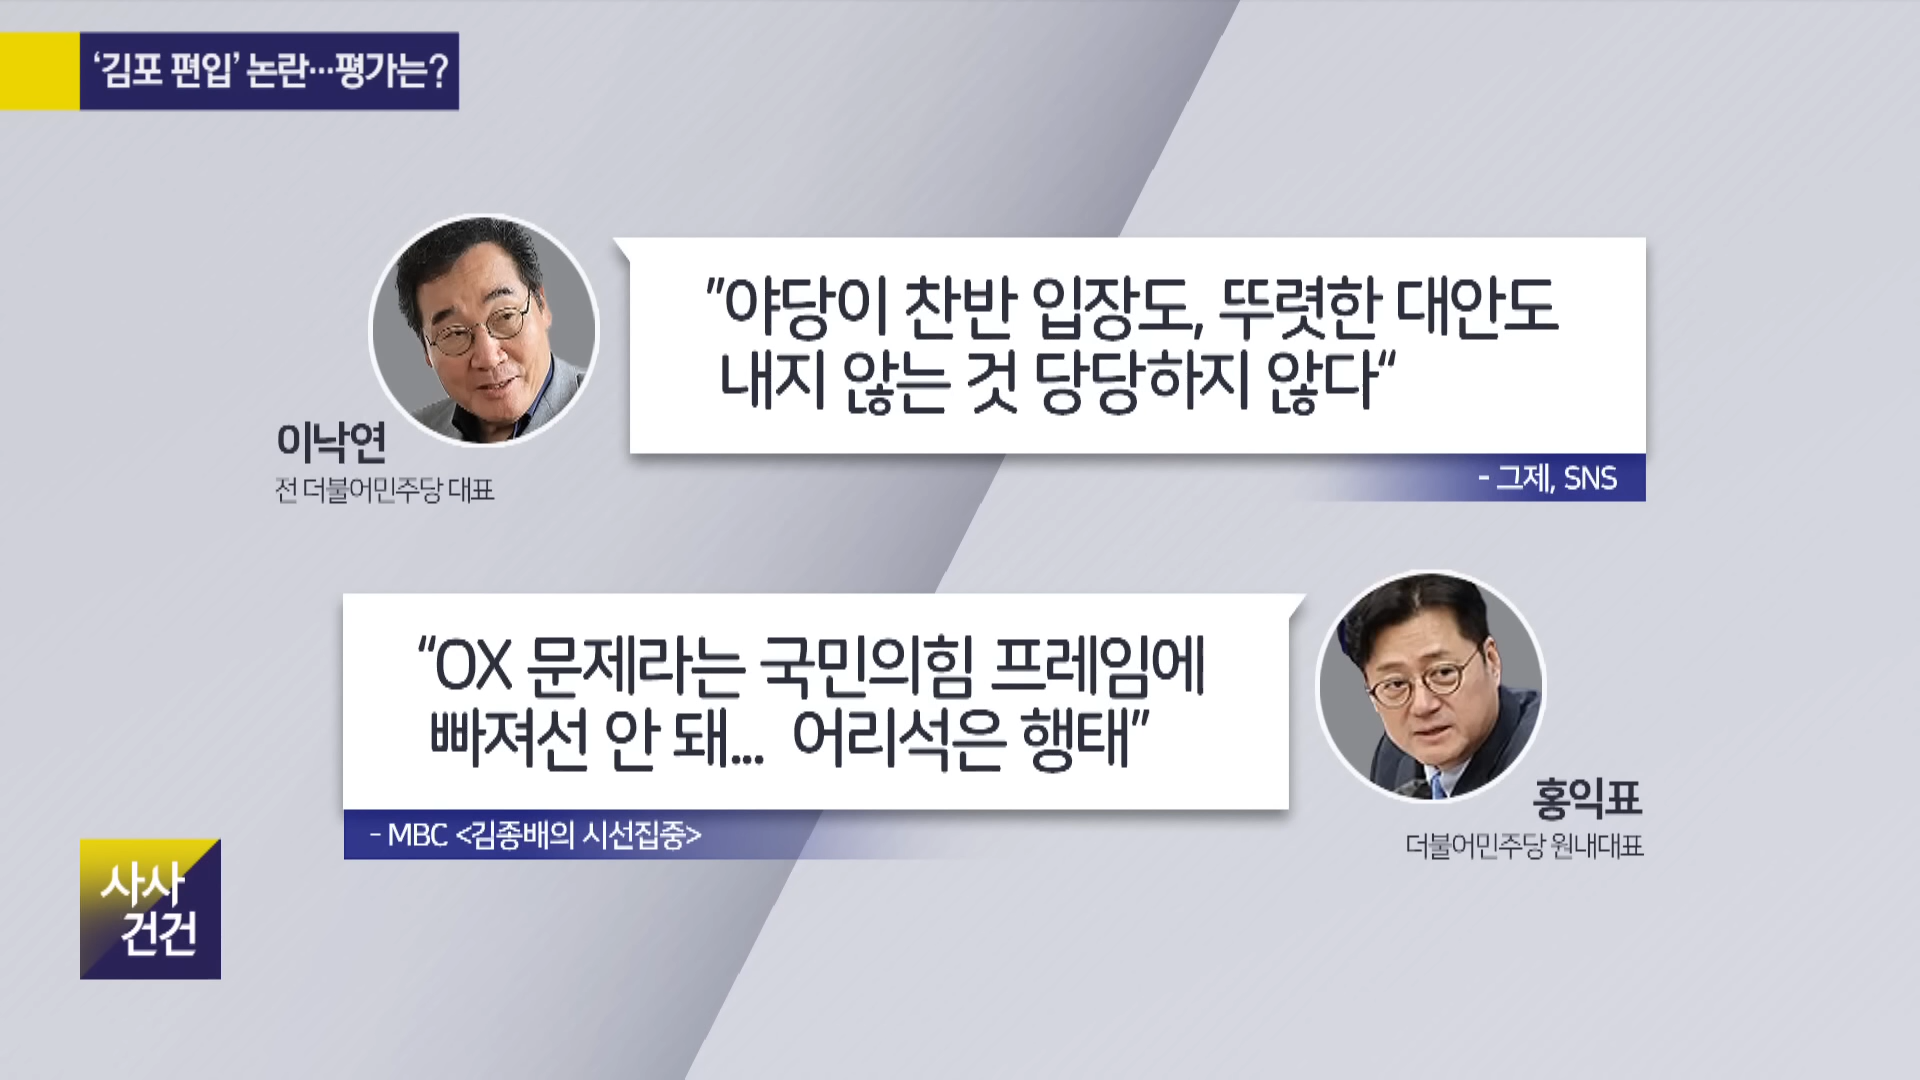 ‘김포 편입’ 논란…평가는?
"야당이 찬반 입장도, 뚜렷한 대안도
내지 않는 것 당당하지 않다“
이낙연
전 더불어민주당 대표
- 그제, SNS
“OX 문제라는 국민의힘 프레임에
빠져선 안 돼... 어리석은 행태”
홍익표
더불어민주당 원내대표
- MBC <김종배의 시선집중>
사사
건건